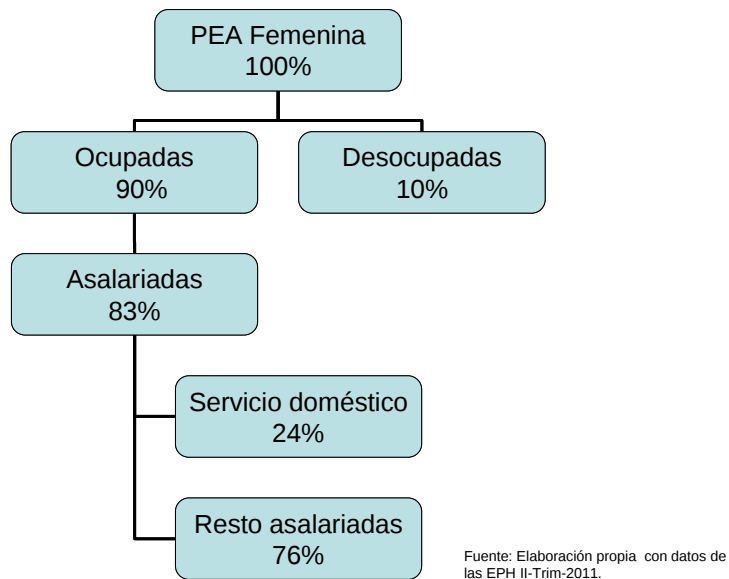 PEA Femenina
100%
Ocupadas
90%
Desocupadas
10%
Asalariadas
83%
Servicio doméstico
24%
Resto asalariadas
76%
Fuente: Elaboración propia con datos de
las EPH II-Trim-2011.